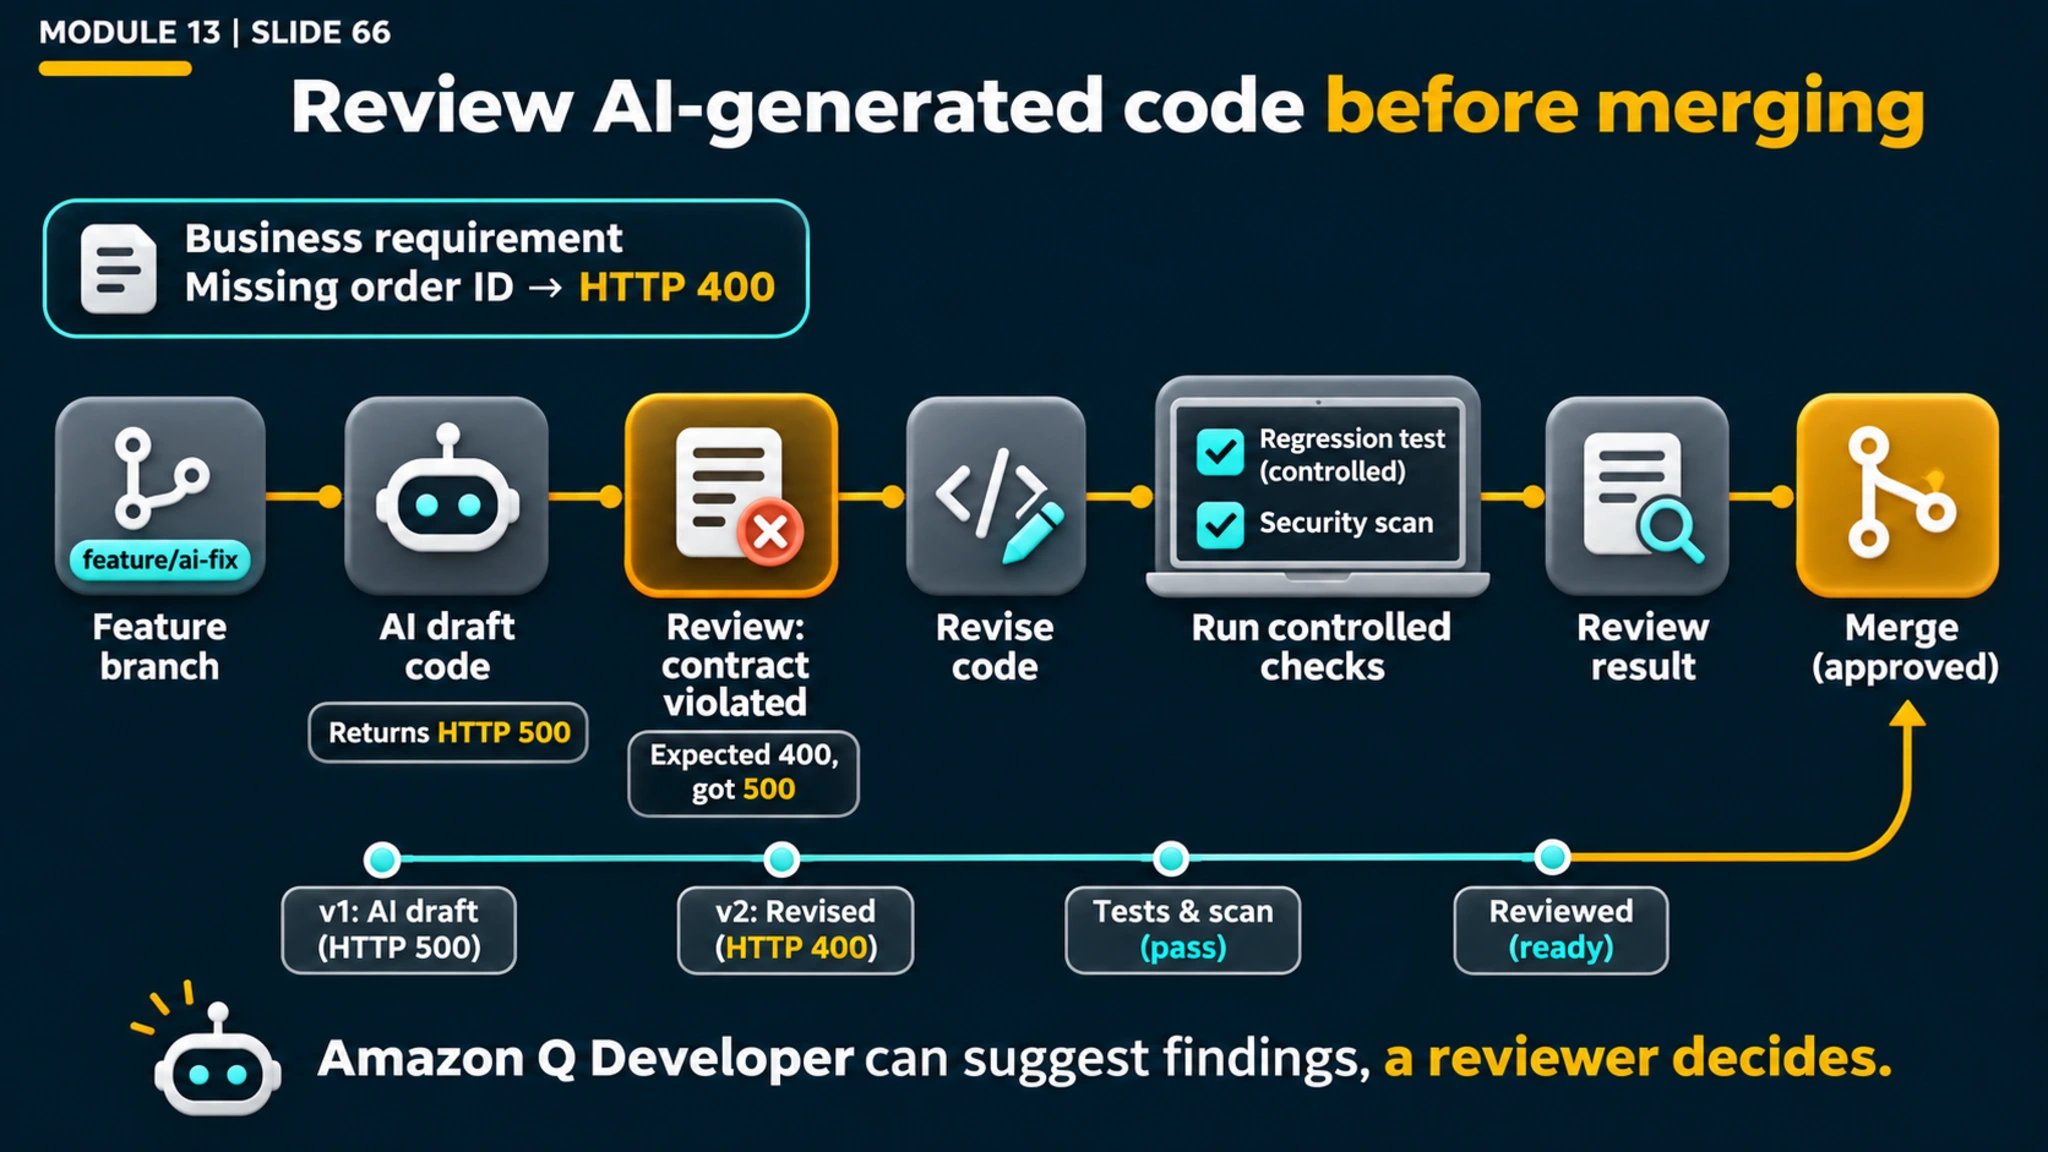 MODULE 13 | SLIDE 66
Review AI-generated code before merging
Business requirement
Missing order ID → HTTP 400
feature/ai-fix
Feature
branch
AI draft
code
Returns HTTP 500
Review:
contract
violated
Expected 400,
got 500
Revise
code
Regression test
(controlled)
Security scan
Run controlled
checks
Review
result
Merge
(approved)
v1: AI draft
(HTTP 500)
v2: Revised
(HTTP 400)
Tests & scan
(pass)
Reviewed
(ready)
Amazon Q Developer can suggest findings, a reviewer decides.